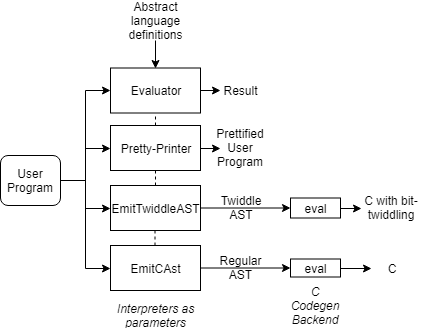 Abstract
language
definitions
Evaluator
Result
Pretty-Printer
Prettified
User
Program
User
Program
EmitTwiddleAST
Twiddle
AST
eval
C with bit-
twiddling
EmitCAst
Regular
AST
eval
C
Interpreters as
parameters
C
Codegen
Backend